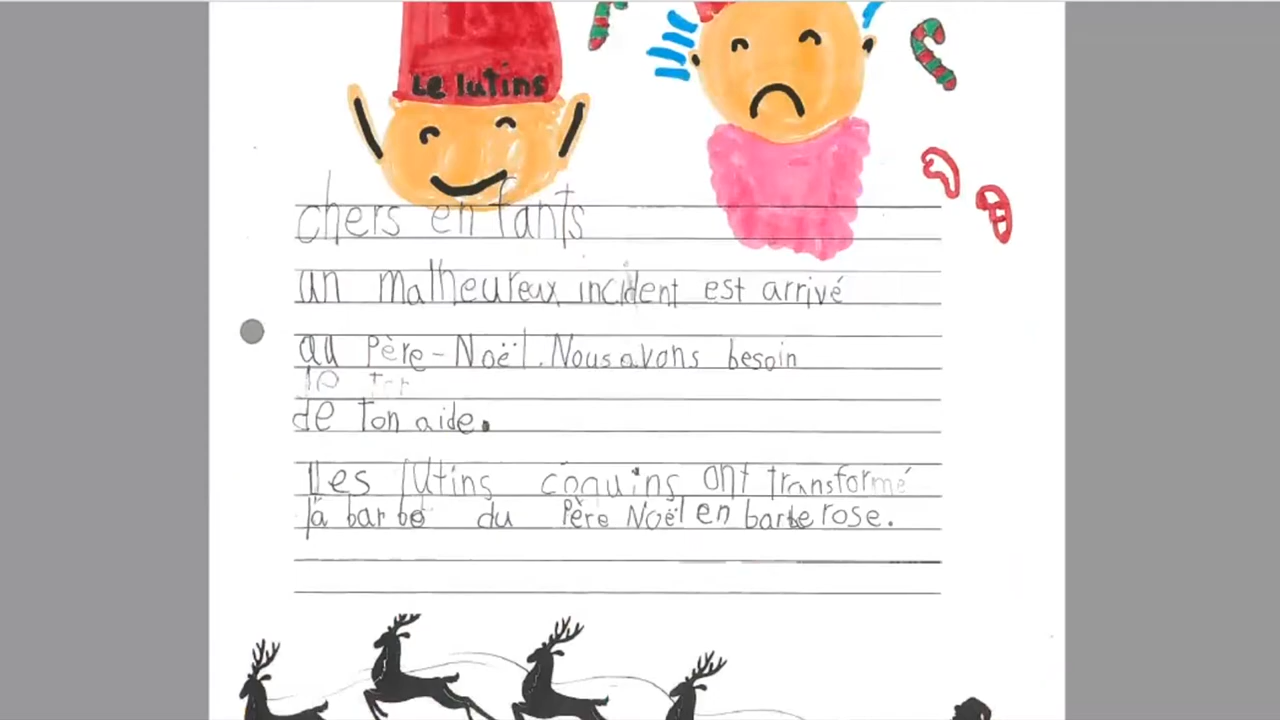 Le lutins
chers enfants
un malheureux incident est arrivé
au Père-Noël. Nous avons besoin
de ton aide.
Les lutins coquins ont transformé
la barbe du Père Noël en barbe rose.